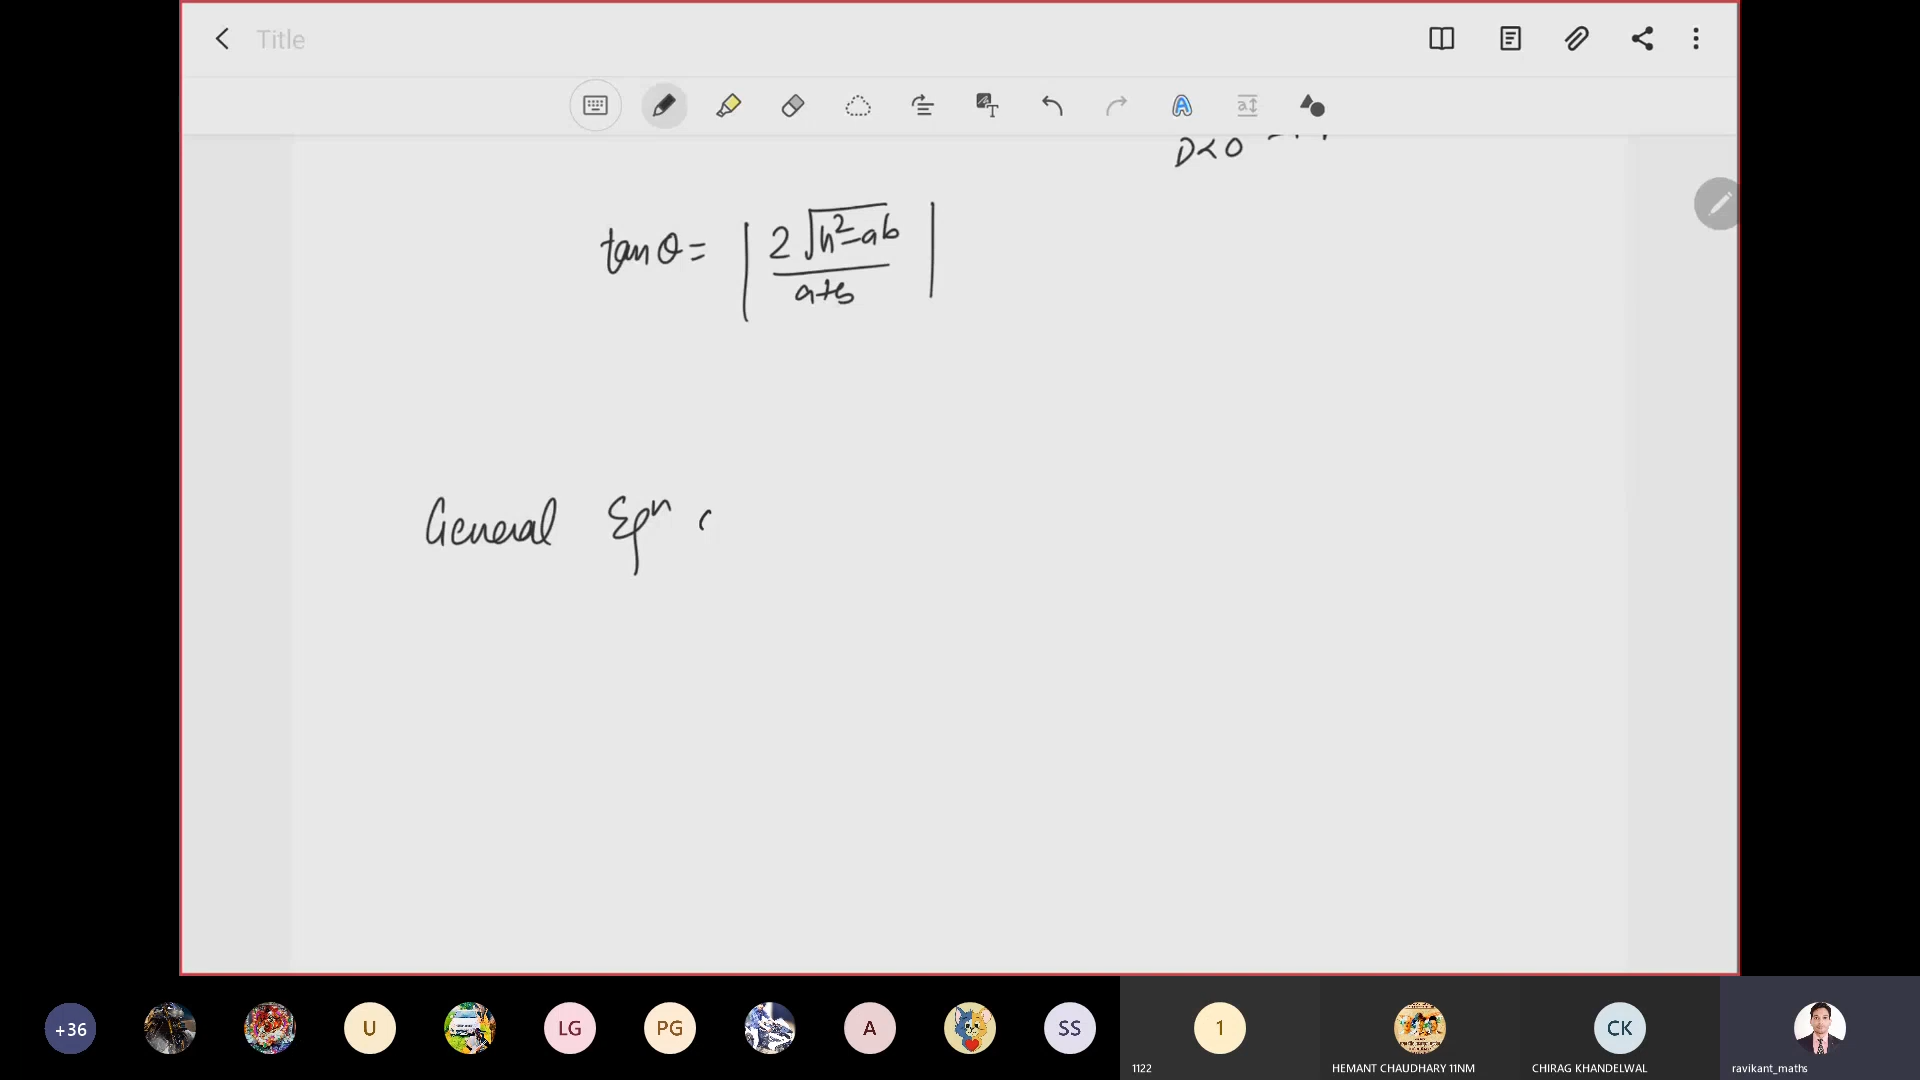 Title
D<0
tan θ = | 2√(h²-ab) / a+b |
General Eqⁿ
+36
U
LG
PG
A
SS
1
CK
1122
HEMANT CHAUDHARY 11NM
CHIRAG KHANDELWAL
ravikant_maths